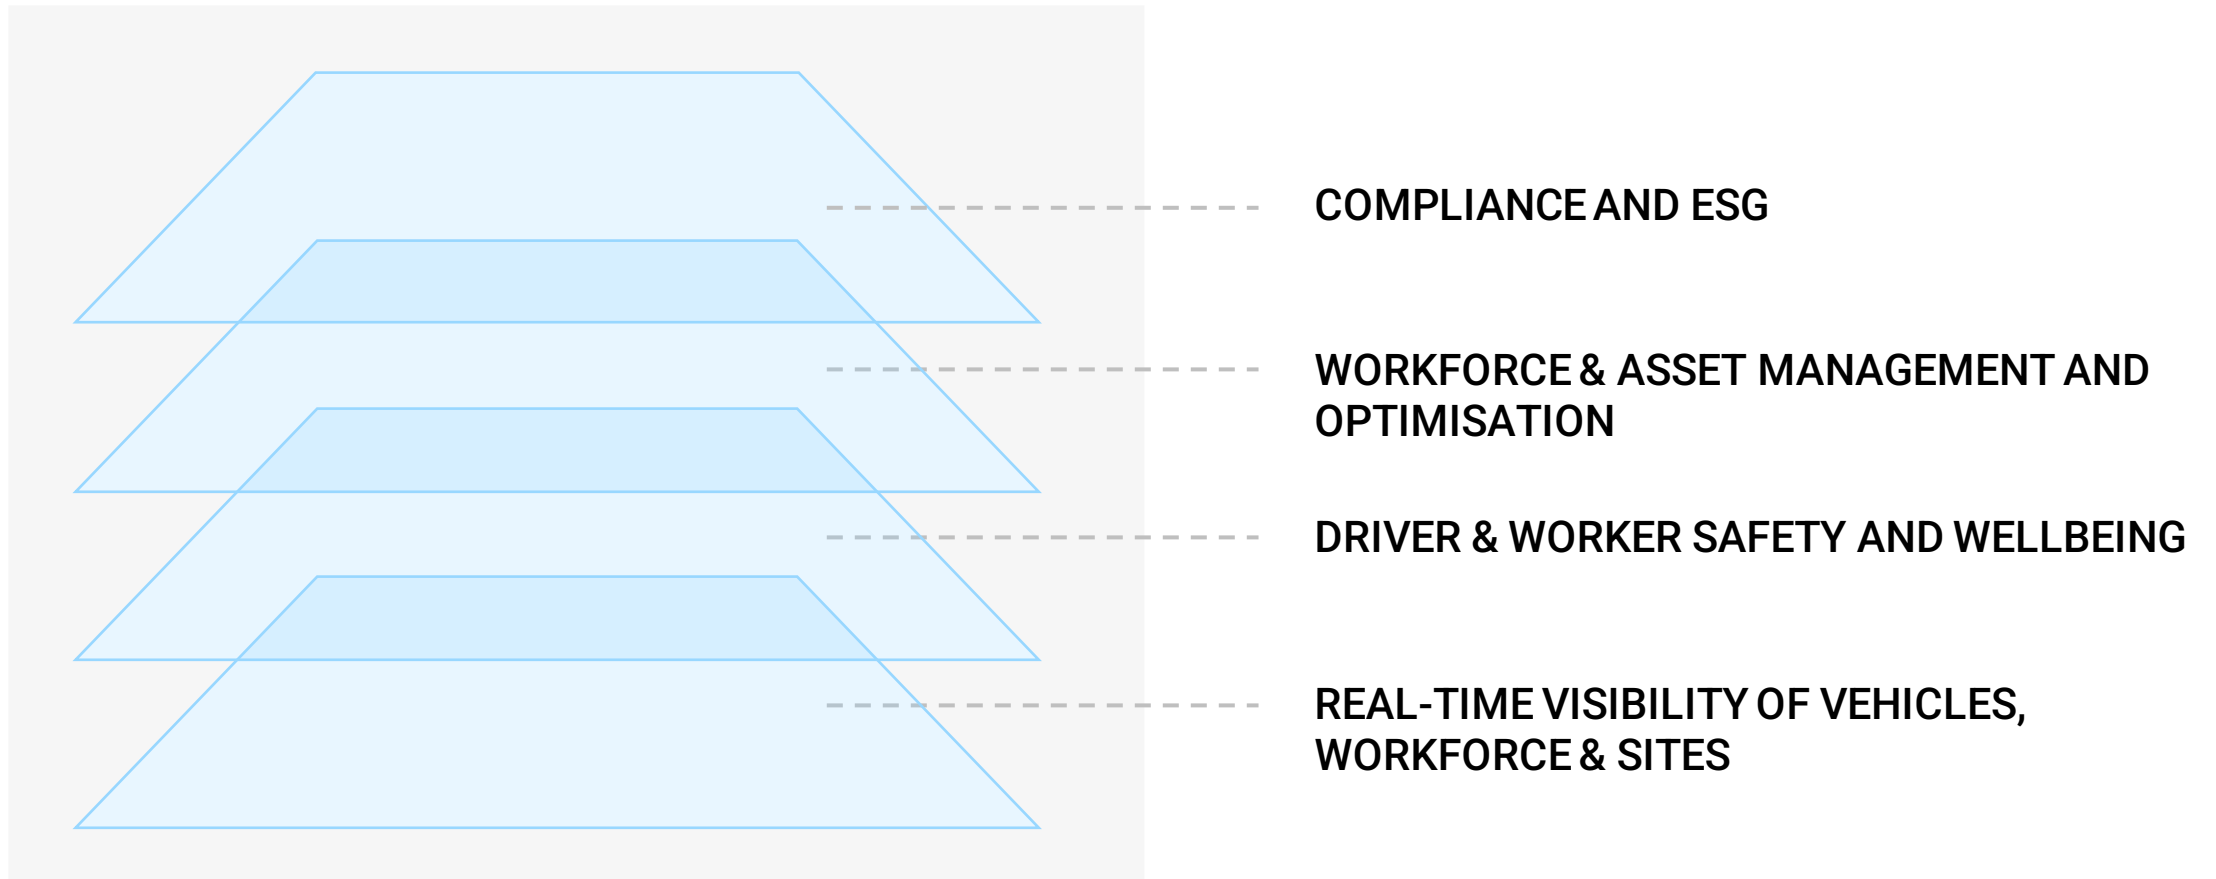 COMPLIANCE AND ESG
WORKFORCE & ASSET MANAGEMENT AND
OPTIMISATION
DRIVER & WORKER SAFETY AND WELLBEING
REAL-TIME VISIBILITY OF VEHICLES,
WORKFORCE & SITES